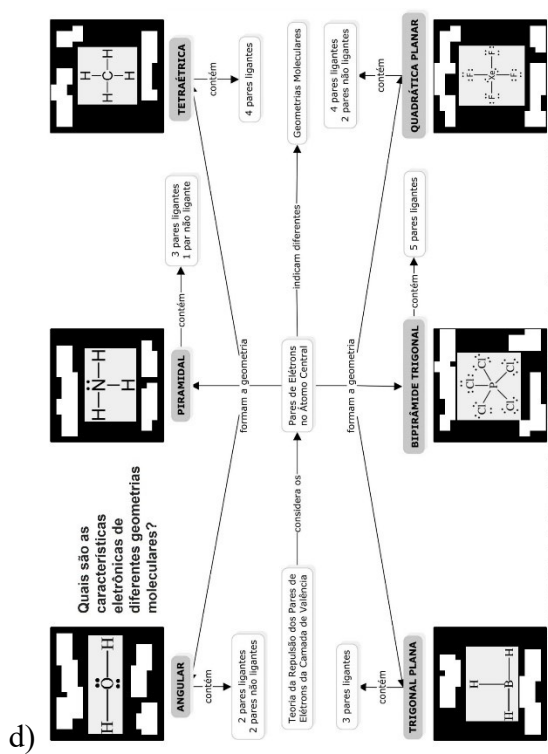 d)
Quais são as
características
eletrônicas de
diferentes geometrias
moleculares?
H O H
H N H
H
H
H C H
H
ANGULAR
PIRAMIDAL
TETRAÉTRICA
contém
contém
contém
2 pares ligantes
2 pares não ligantes
3 pares ligantes
1 par não ligante
4 pares ligantes
formam a geometria
Teoria da Repulsão dos Pares de
Elétrons da Camada de Valência
considera os
Pares de Elétrons
no Átomo Central
indicam diferentes
Geometrias Moleculares
formam a geometria
3 pares ligantes
5 pares ligantes
4 pares ligantes
2 pares não ligantes
contém
contém
contém
TRIGONAL PLANA
BIPIRÂMIDE TRIGONAL
QUADRÁTICA PLANAR
H
H B H
Cl
Cl P Cl
Cl Cl
F
F Xe F
F